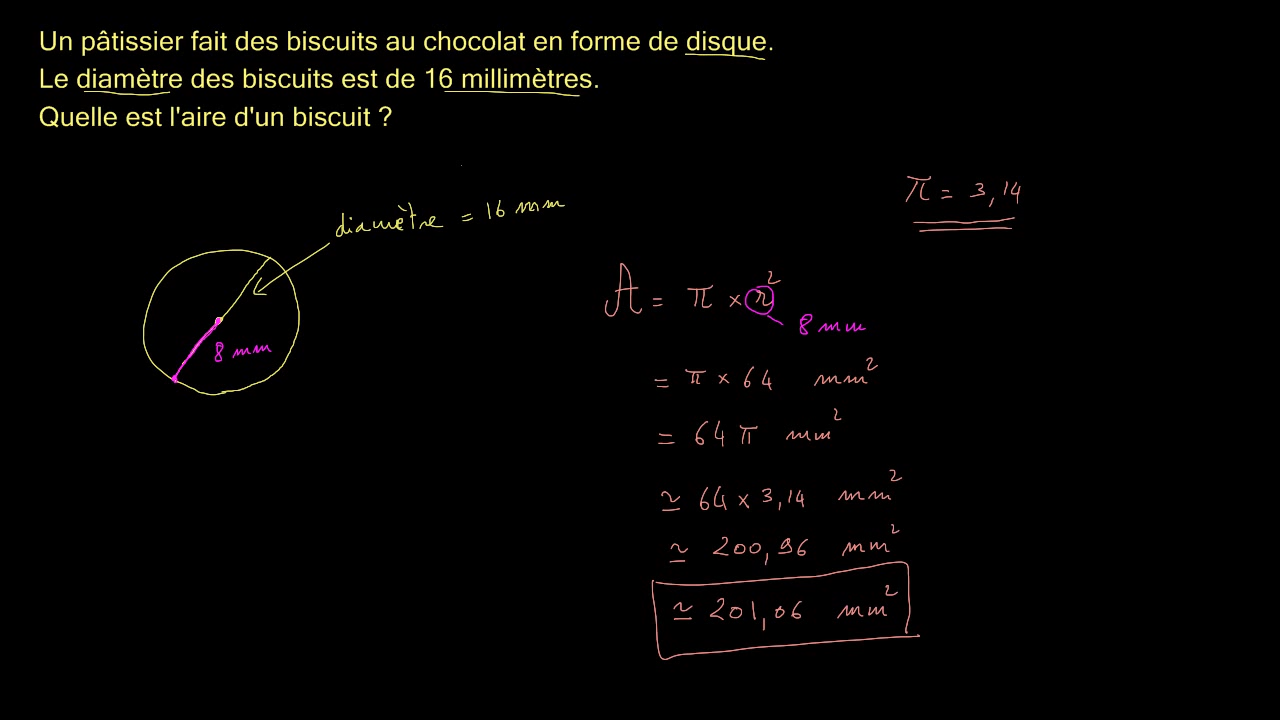 Un pâtissier fait des biscuits au chocolat en forme de disque.
Le diamètre des biscuits est de 16 millimètres.
Quelle est l'aire d'un biscuit ?
π = 3,14
diamètre = 16 mm
8 mm
A = π × r²
8 mm
= π × 64 mm²
= 64 π mm²
≃ 64 × 3,14 mm²
≃ 200,96 mm²
≃ 201,06 mm²